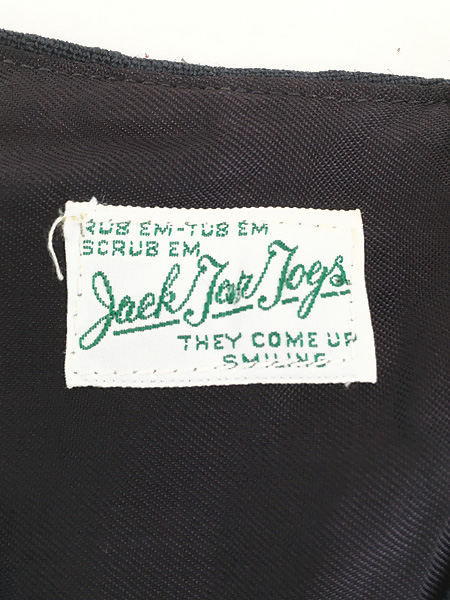 RUB EM-TUB EM
SCRUB EM
Jack Tar Togs
THEY COME UP
SMILING